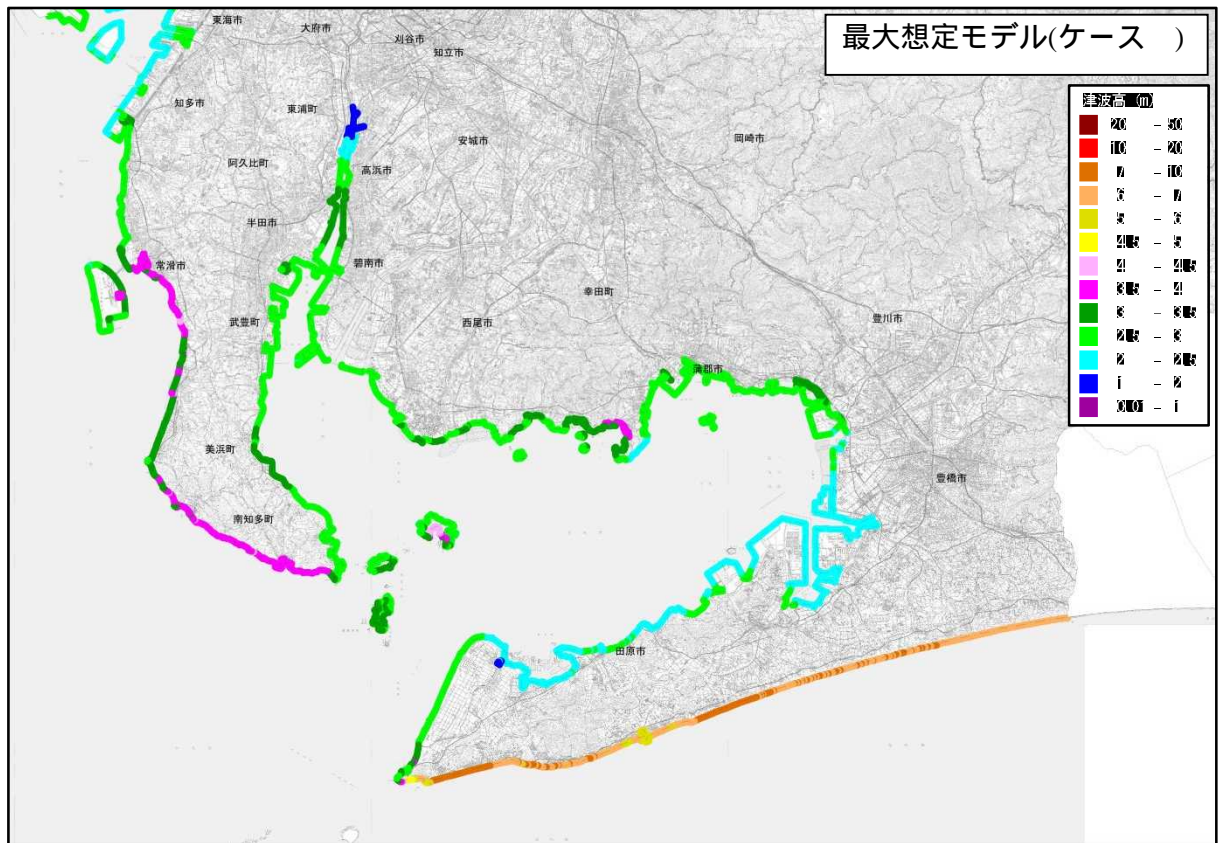 最大想定モデル(ケース　)
津波高 (m)
20 - 50
10 - 20
7 - 10
6 - 7
5 - 6
4.5 - 5
4 - 4.5
3.5 - 4
3 - 3.5
2.5 - 3
2 - 2.5
1 - 2
0.01 - 1
東海市
大府市
刈谷市
知立市
知多市
東浦町
安城市
岡崎市
阿久比町
高浜市
半田市
常滑市
碧南市
幸田町
武豊町
西尾市
豊川市
蒲郡市
美浜町
豊橋市
南知多町
田原市